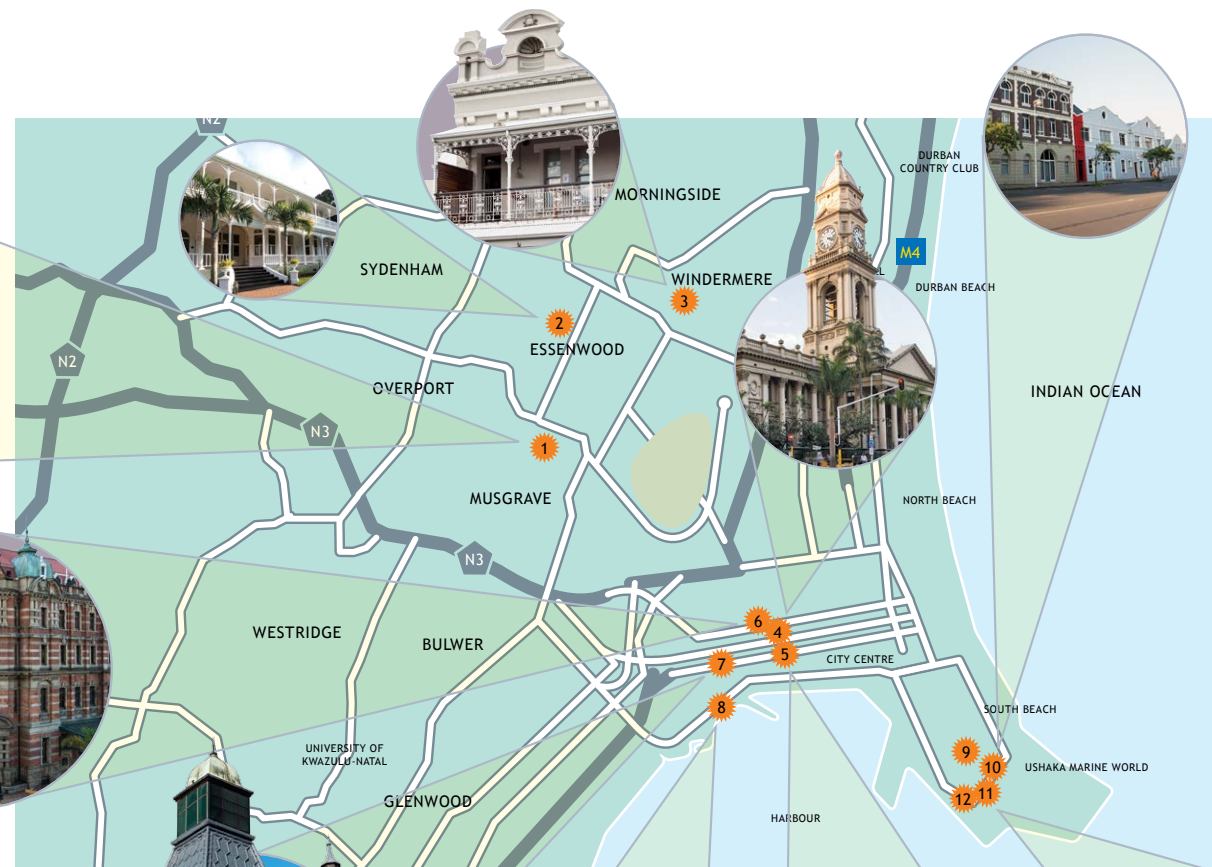 N2
DURBAN
COUNTRY CLUB
MORNINGSIDE
M4
SYDENHAM
WINDERMERE
DURBAN BEACH
3
2
ESSENWOOD
N2
OVERPORT
INDIAN OCEAN
N3
1
MUSGRAVE
NORTH BEACH
N3
6
4
WESTRIDGE
BULWER
5
CITY CENTRE
7
8
SOUTH BEACH
UNIVERSITY OF
KWAZULU-NATAL
9
10
USHAKA MARINE WORLD
GLENWOOD
12
11
HARBOUR